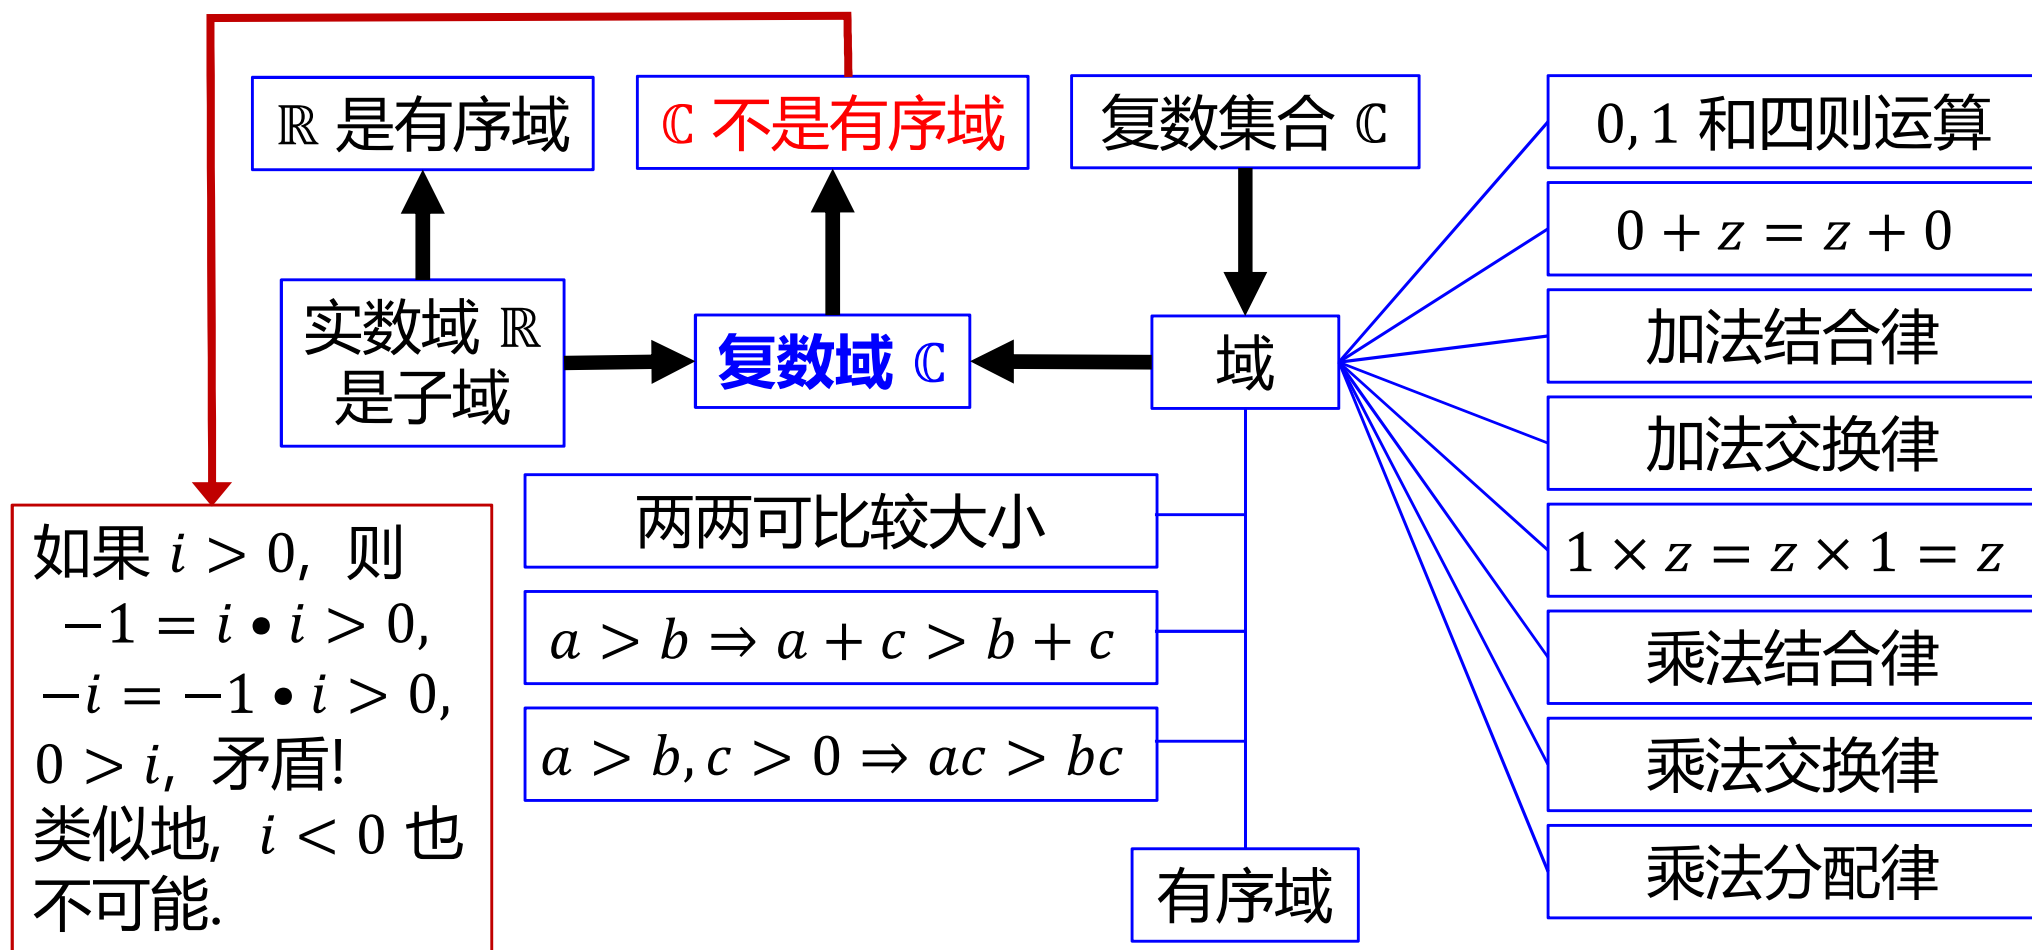 ℝ 是有序域
ℂ 不是有序域
复数集合 ℂ
实数域 ℝ
是子域
复数域 ℂ
域
0, 1 和四则运算
0 + z = z + 0
加法结合律
加法交换律
1 × z = z × 1 = z
乘法结合律
乘法交换律
乘法分配律
两两可比较大小
a > b ⇒ a + c > b + c
a > b, c > 0 ⇒ ac > bc
有序域
如果 i > 0, 则
−1 = i • i > 0,
−i = −1 • i > 0,
0 > i, 矛盾!
类似地, i < 0 也
不可能.